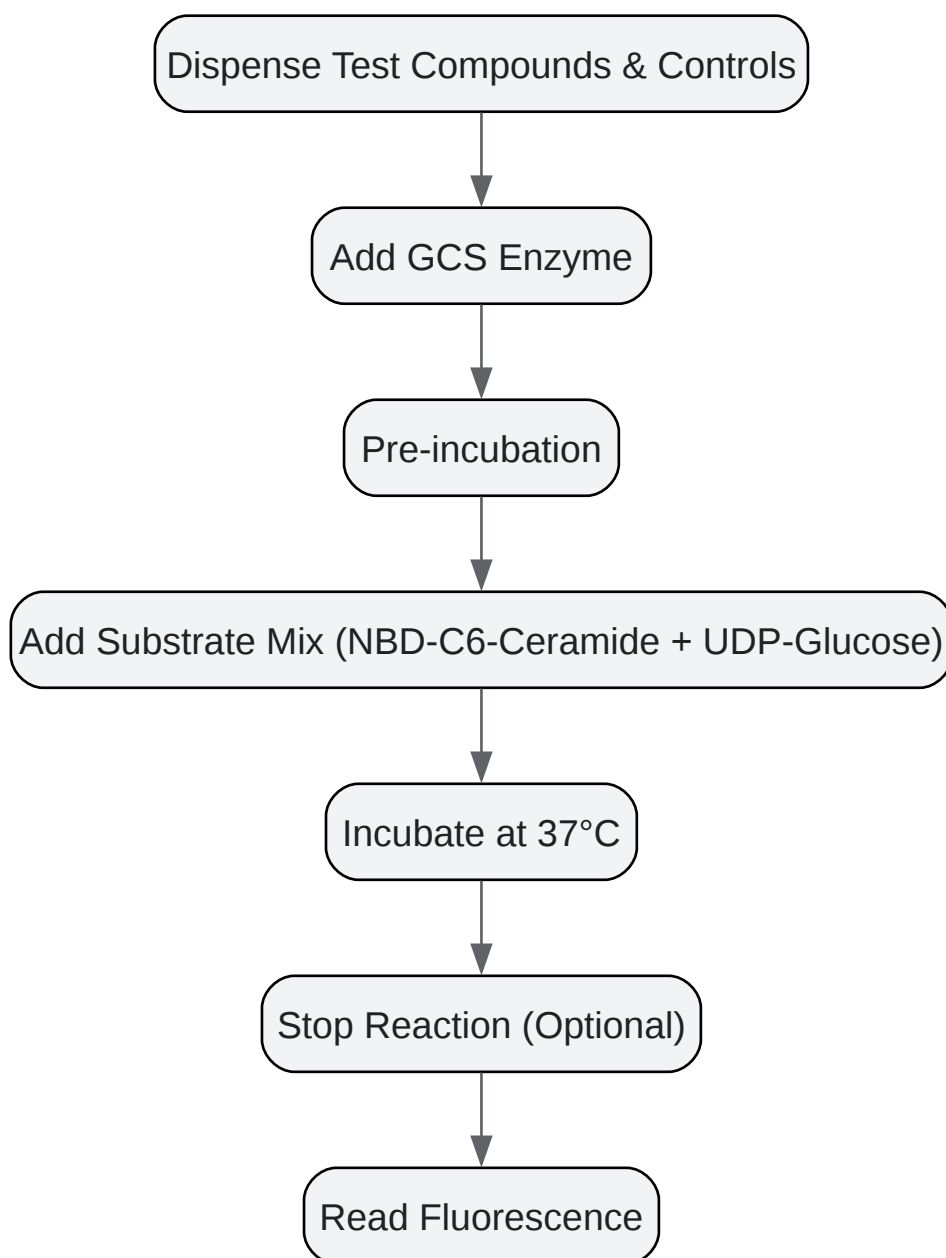 Dispense Test Compounds & Controls
Add GCS Enzyme
Pre-incubation
Add Substrate Mix (NBD-C6-Ceramide + UDP-Glucose)
Incubate at 37°C
Stop Reaction (Optional)
Read Fluorescence